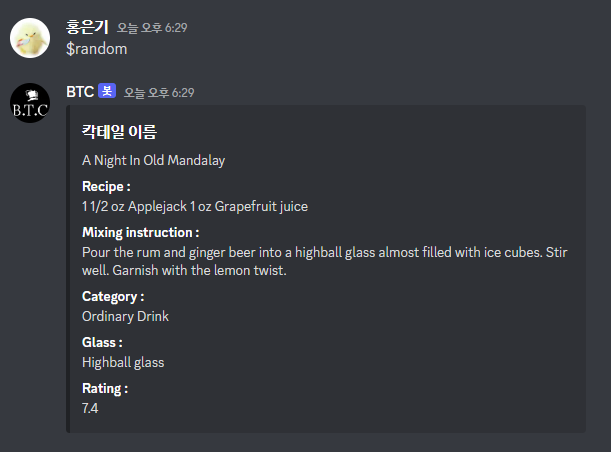 홍은기 오늘 오후 6:29
$random
B.T.C
BTC 봇 오늘 오후 6:29
칵테일 이름
A Night In Old Mandalay
Recipe :
1 1/2 oz Applejack 1 oz Grapefruit juice
Mixing instruction :
Pour the rum and ginger beer into a highball glass almost filled with ice cubes. Stir
well. Garnish with the lemon twist.
Category :
Ordinary Drink
Glass :
Highball glass
Rating :
7.4